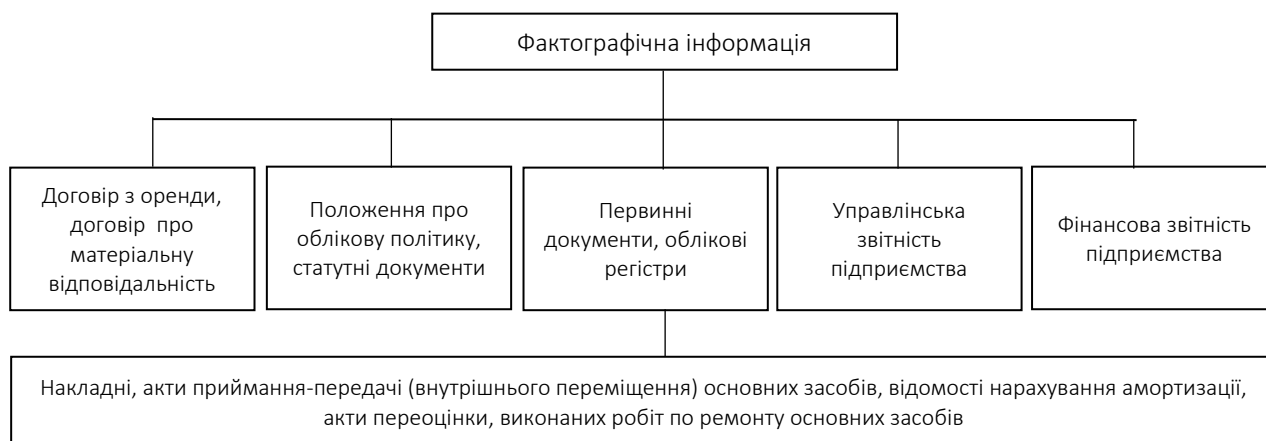 Фактографічна інформація
Договір з оренди,
договір про
матеріальну
відповідальність
Положення про
облікову політику,
статутні документи
Первинні
документи, облікові
регістри
Управлінська
звітність
підприємства
Фінансова звітність
підприємства
Накладні, акти приймання-передачі (внутрішнього переміщення) основних засобів, відомості нарахування амортизації,
акти переоцінки, виконаних робіт по ремонту основних засобів